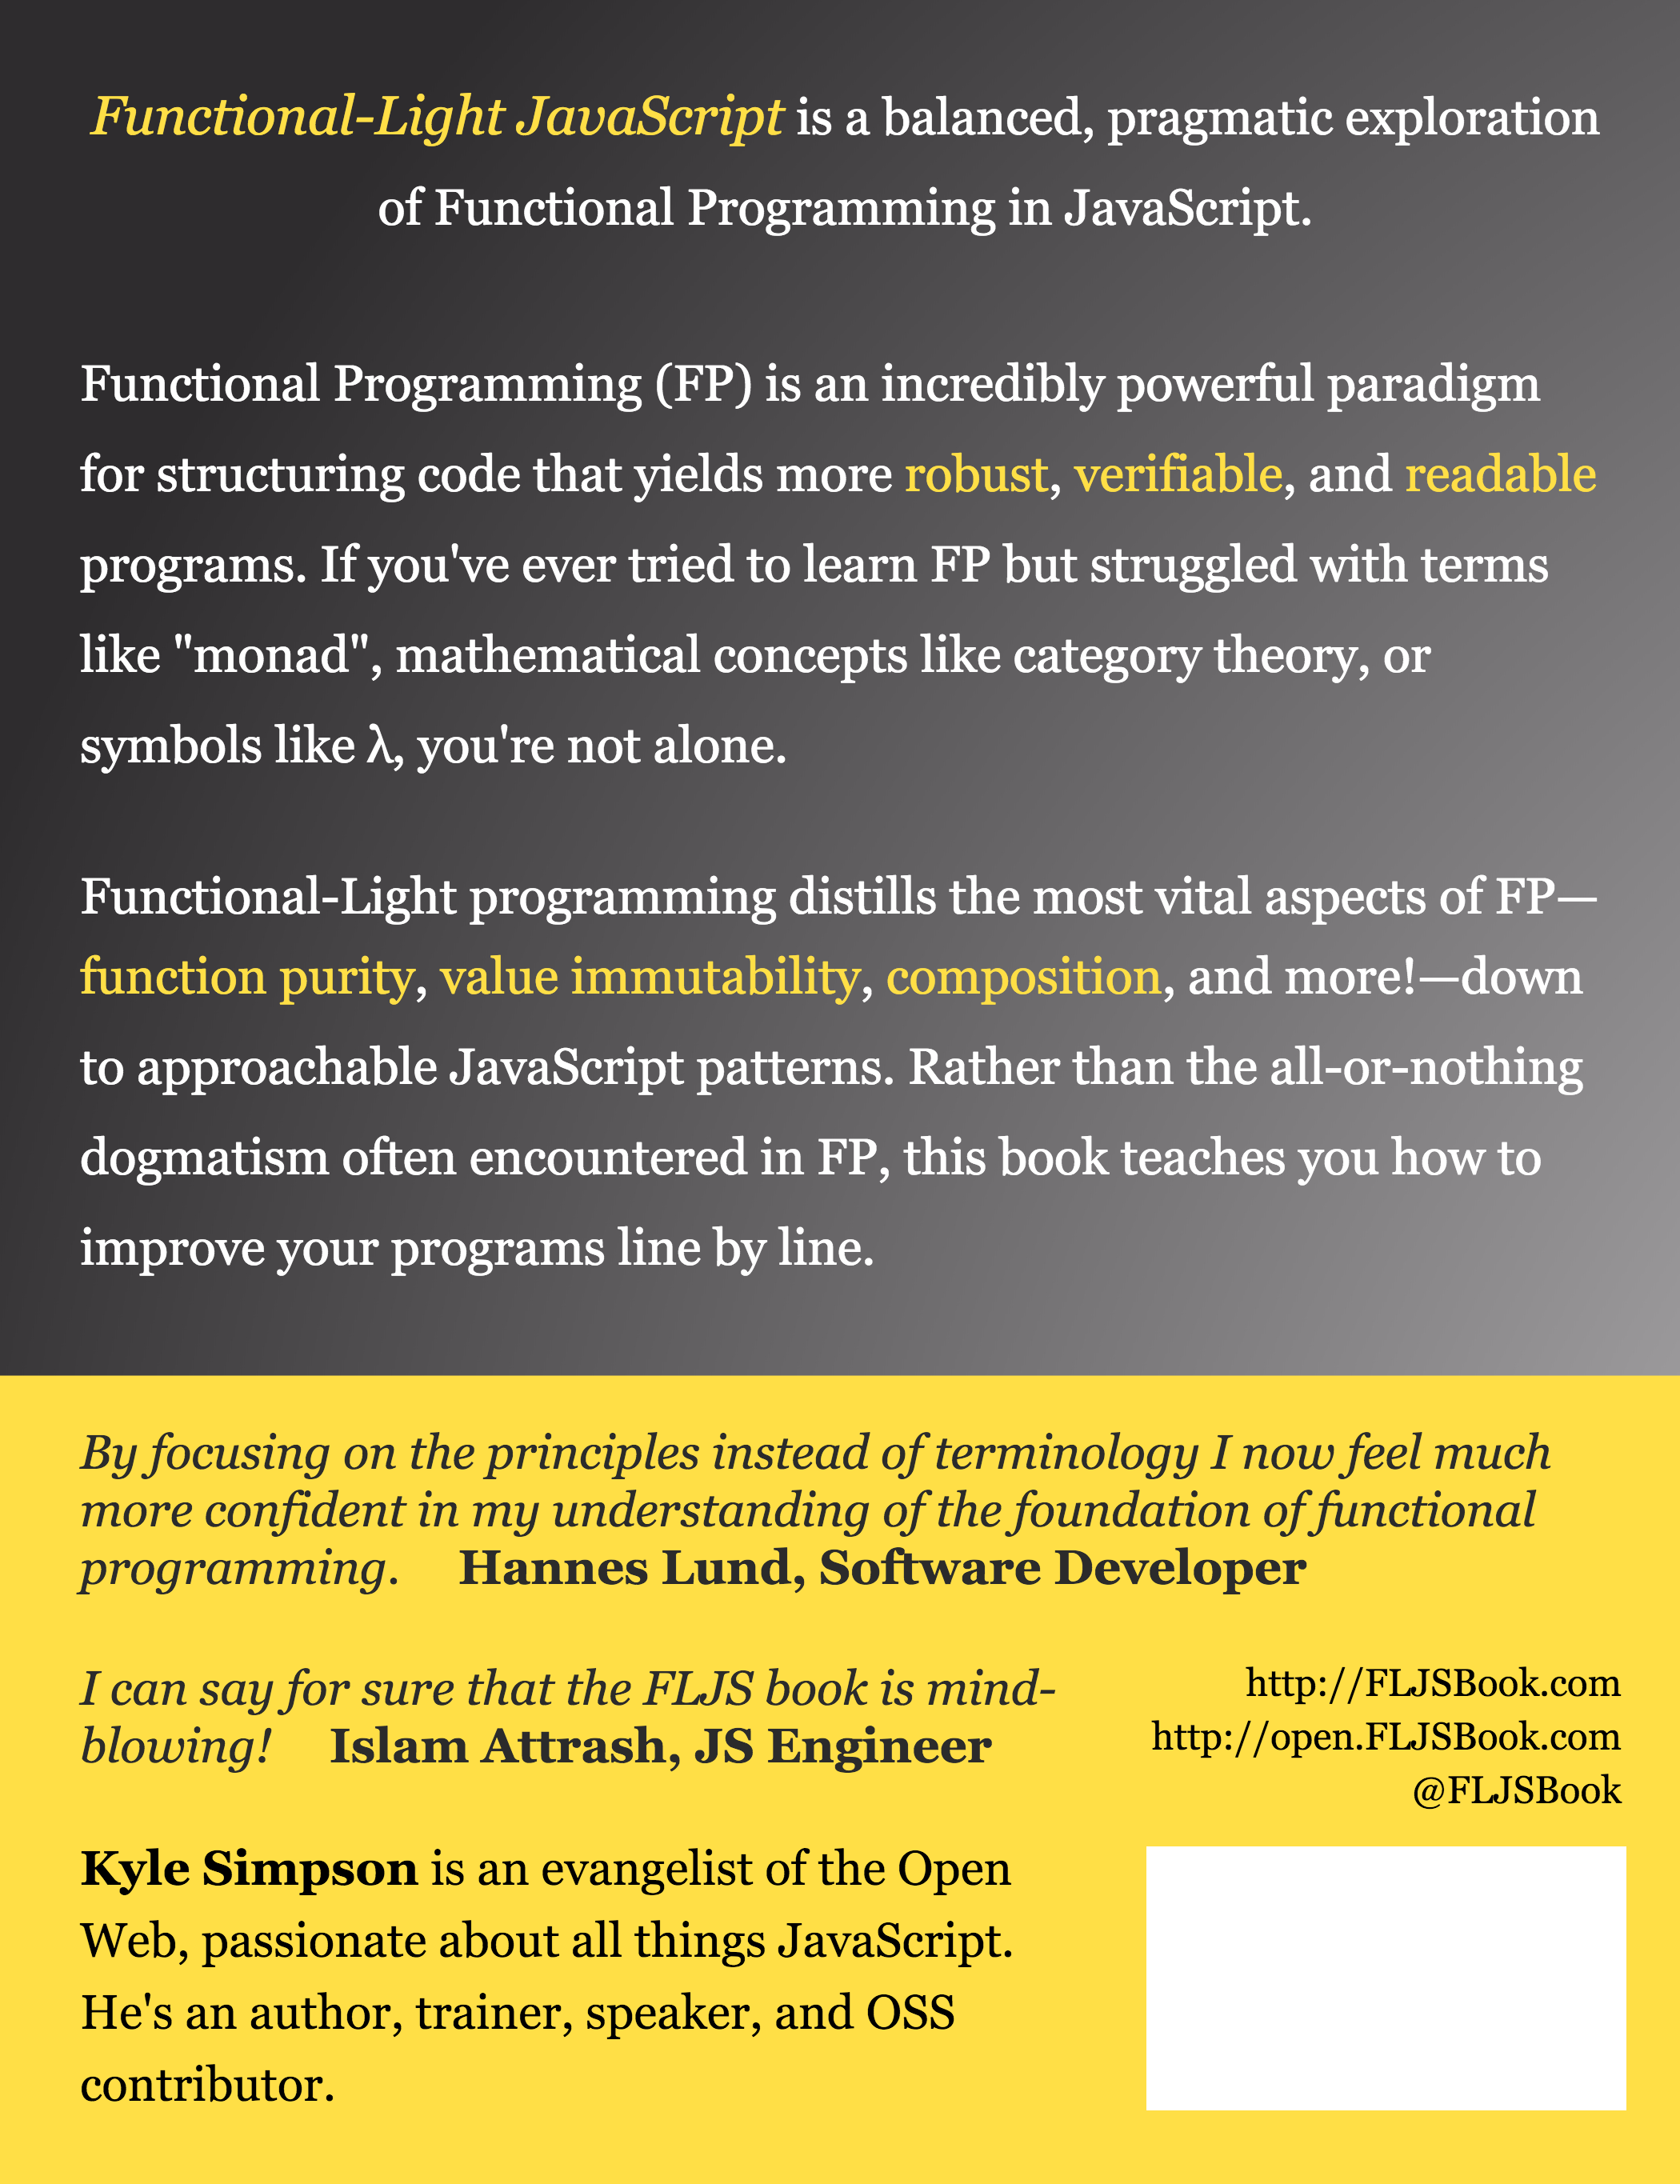 Functional-Light JavaScript is a balanced, pragmatic exploration
of Functional Programming in JavaScript.
Functional Programming (FP) is an incredibly powerful paradigm
for structuring code that yields more robust, verifiable, and readable
programs. If you've ever tried to learn FP but struggled with terms
like "monad", mathematical concepts like category theory, or
symbols like λ, you're not alone.
Functional-Light programming distills the most vital aspects of FP—
function purity, value immutability, composition, and more!—down
to approachable JavaScript patterns. Rather than the all-or-nothing
dogmatism often encountered in FP, this book teaches you how to
improve your programs line by line.
By focusing on the principles instead of terminology I now feel much
more confident in my understanding of the foundation of functional
programming. Hannes Lund, Software Developer
I can say for sure that the FLJS book is mind-
blowing! Islam Attrash, JS Engineer
http://FLJSBook.com
http://open.FLJSBook.com
@FLJSBook
Kyle Simpson is an evangelist of the Open
Web, passionate about all things JavaScript.
He's an author, trainer, speaker, and OSS
contributor.